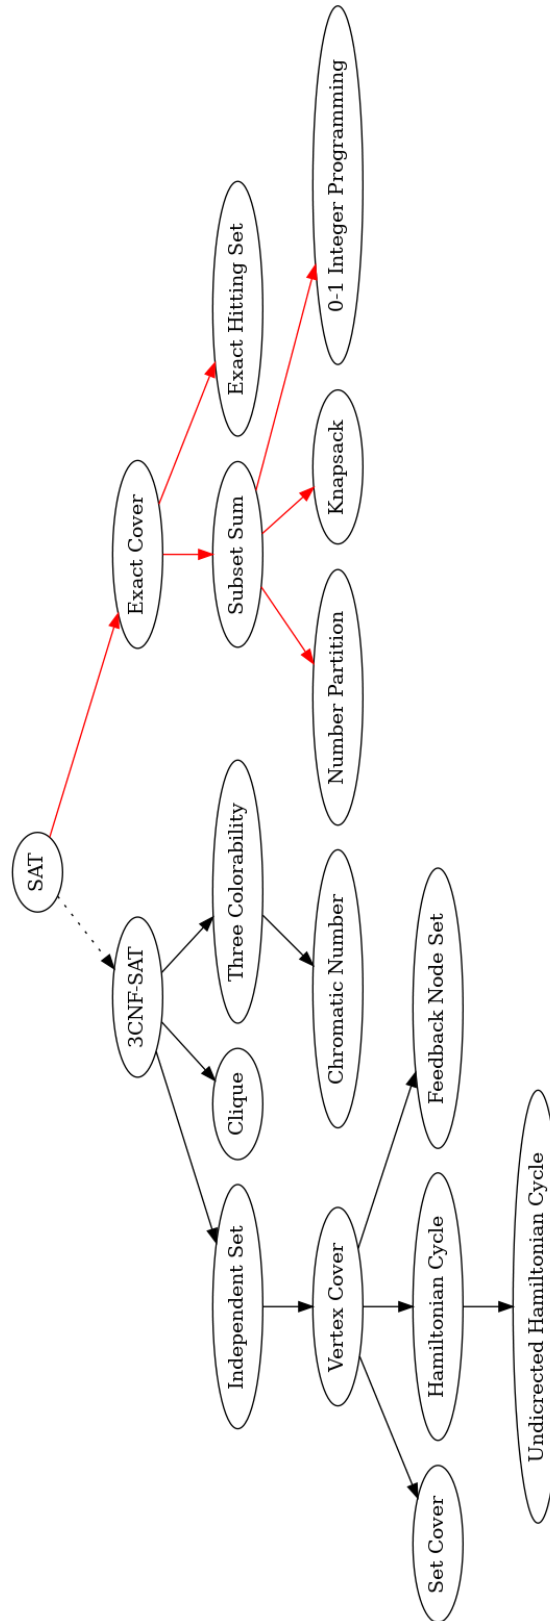 SAT
3CNF-SAT
Exact Cover
Independent Set
Clique
Three Colorability
Subset Sum
Exact Hitting Set
Vertex Cover
Chromatic Number
Number Partition
Knapsack
0-1 Integer Programming
Set Cover
Hamiltonian Cycle
Feedback Node Set
Undicrected Hamiltonian Cycle